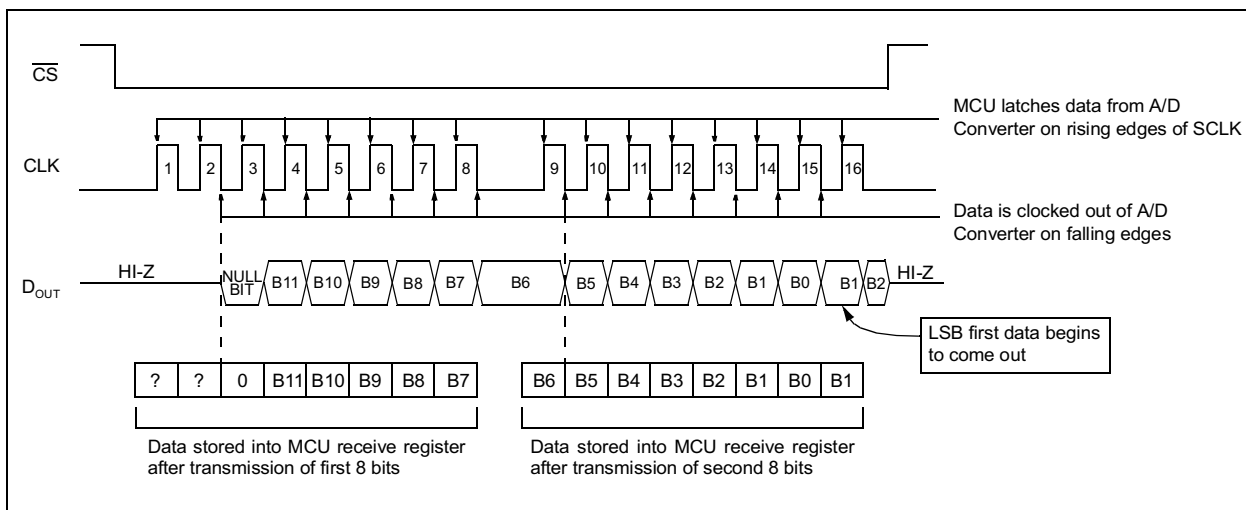 CS
MCU latches data from A/D
Converter on rising edges of SCLK
CLK
1 2 3 4 5 6 7 8 9 10 11 12 13 14 15 16
Data is clocked out of A/D
Converter on falling edges
HI-Z
DOUT
NULL
BIT
B11 B10 B9 B8 B7 B6 B5 B4 B3 B2 B1 B0 B1 B2
HI-Z
LSB first data begins
to come out
? ? 0 B11 B10 B9 B8 B7
B6 B5 B4 B3 B2 B1 B0 B1
Data stored into MCU receive register
after transmission of first 8 bits
Data stored into MCU receive register
after transmission of second 8 bits